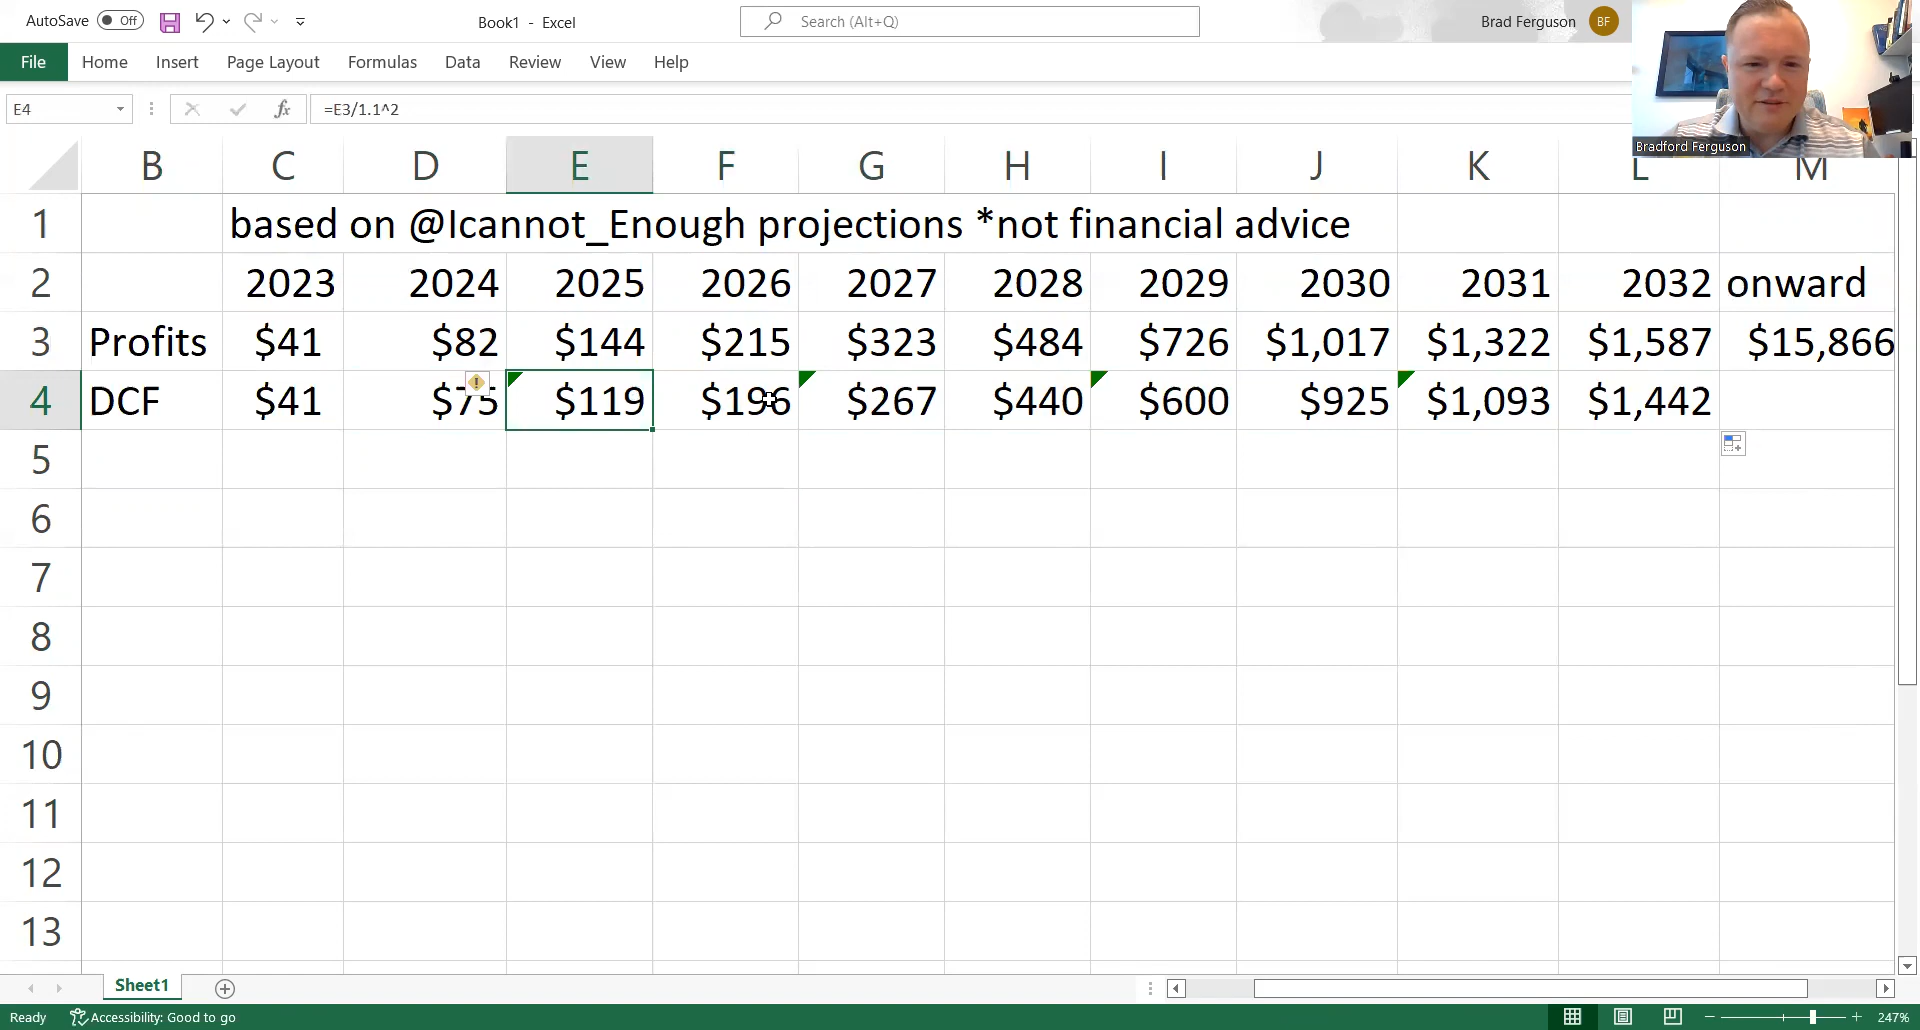 AutoSave Off Book1 - Excel Search (Alt+Q) Brad Ferguson BF
File Home Insert Page Layout Formulas Data Review View Help
E4 fx =E3/1.1^2
Bradford Ferguson
B C D E F G H I J K L M
1 based on @Icannot_Enough projections *not financial advice
2 2023 2024 2025 2026 2027 2028 2029 2030 2031 2032 onward
3 Profits $41 $82 $144 $215 $323 $484 $726 $1,017 $1,322 $1,587 $15,866
4 DCF $41 $75 $119 $196 $267 $440 $600 $925 $1,093 $1,442
5
6
7
8
9
10
11
12
13
Sheet1
Ready Accessibility: Good to go 247%